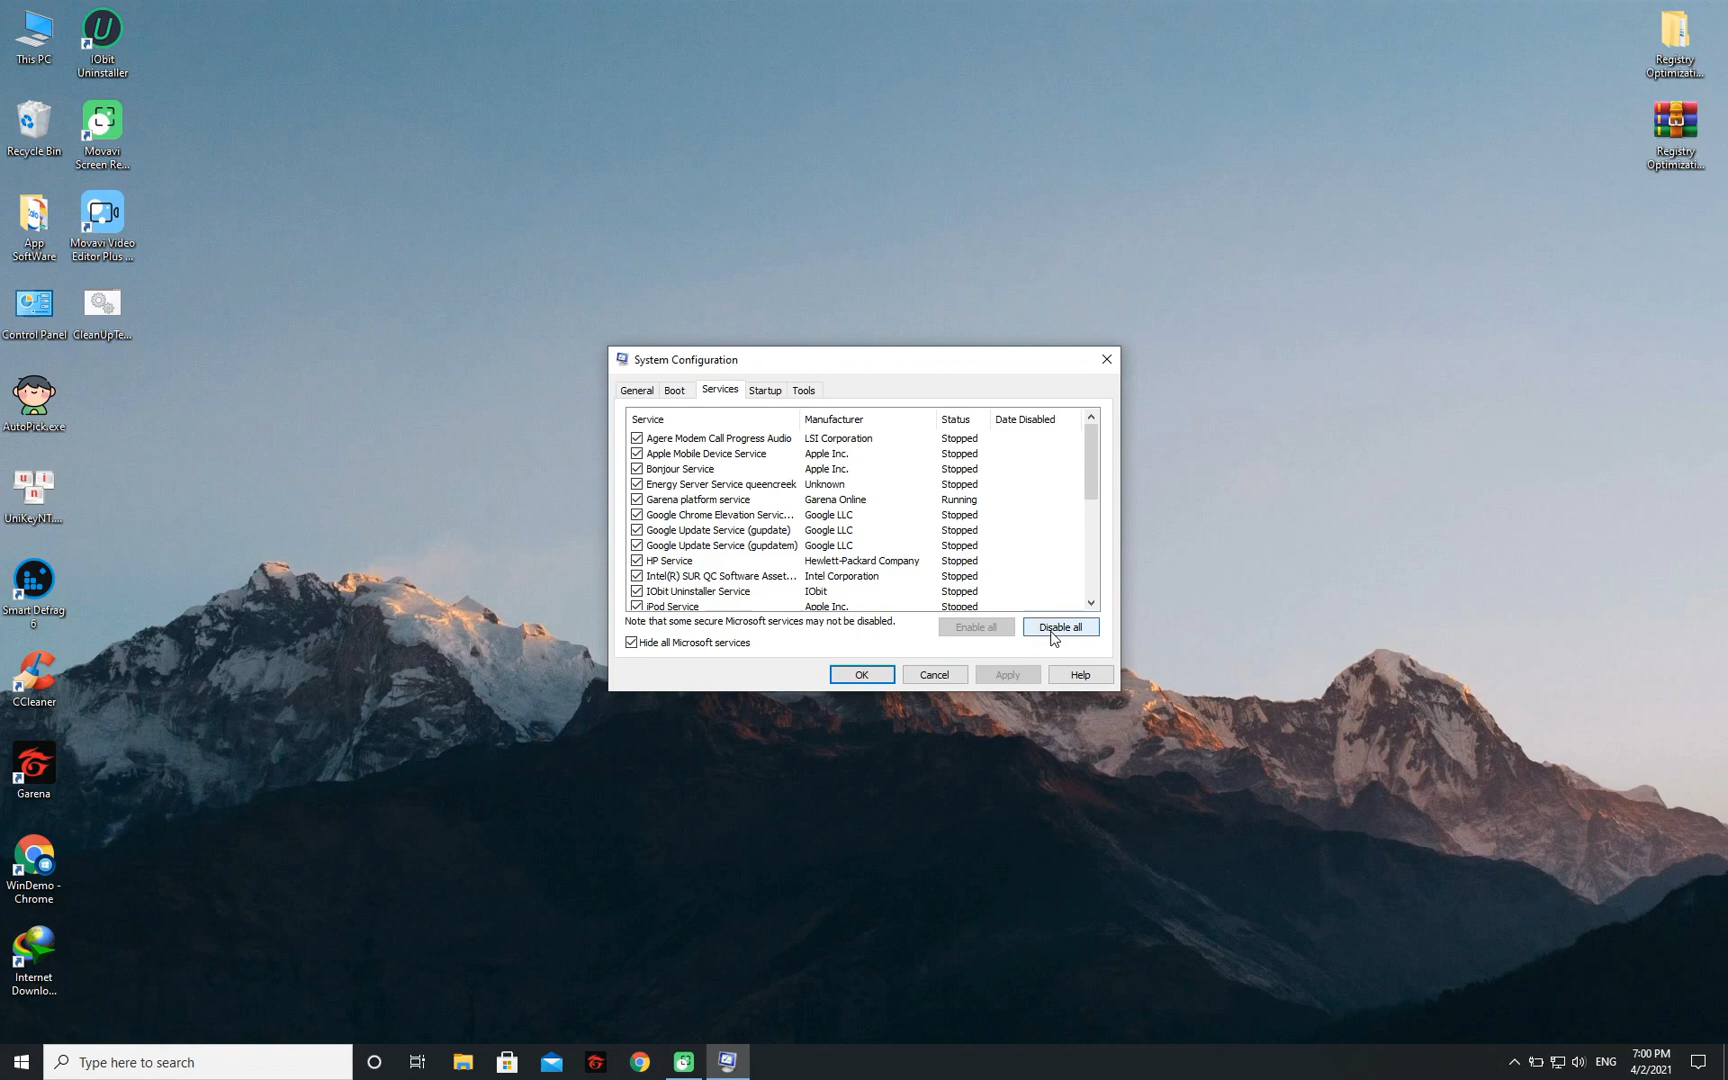 This PC
IObit
Uninstaller
Recycle Bin
Movavi
Screen Re...
App
SoftWare
Movavi Video
Editor Plus ...
Control Panel
CleanUpTe...
AutoPick.exe
u i
n
UniKeyNT....
Smart Defrag
6
CCleaner
Garena
WinDemo -
Chrome
Internet
Downlo...
Registry
Optimizati...
Registry
Optimizati...
System Configuration
General Boot Services Startup Tools
Service Manufacturer Status Date Disabled
Agere Modem Call Progress Audio LSI Corporation Stopped
Apple Mobile Device Service Apple Inc. Stopped
Bonjour Service Apple Inc. Stopped
Energy Server Service queencreek Unknown Stopped
Garena platform service Garena Online Running
Google Chrome Elevation Servic... Google LLC Stopped
Google Update Service (gupdate) Google LLC Stopped
Google Update Service (gupdatem) Google LLC Stopped
HP Service Hewlett-Packard Company Stopped
Intel(R) SUR QC Software Asset... Intel Corporation Stopped
IObit Uninstaller Service IObit Stopped
iPod Service Apple Inc. Stopped
Note that some secure Microsoft services may not be disabled.
Enable all Disable all
Hide all Microsoft services
OK Cancel Apply Help
Type here to search
ENG
7:00 PM
4/2/2021